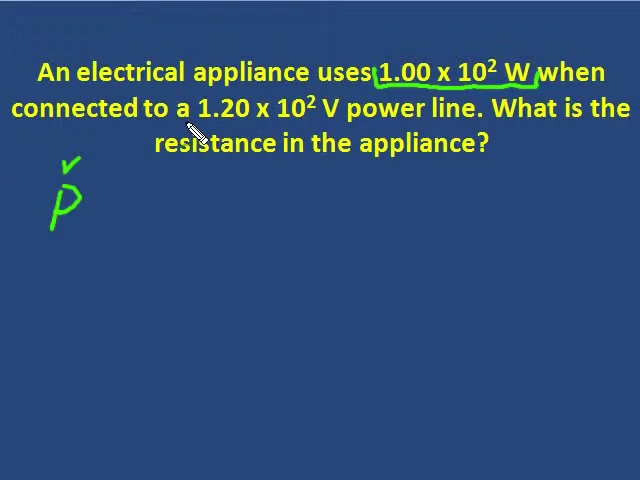 An electrical appliance uses 1.00 x 10² W when
connected to a 1.20 x 10² V power line. What is the
resistance in the appliance?
P